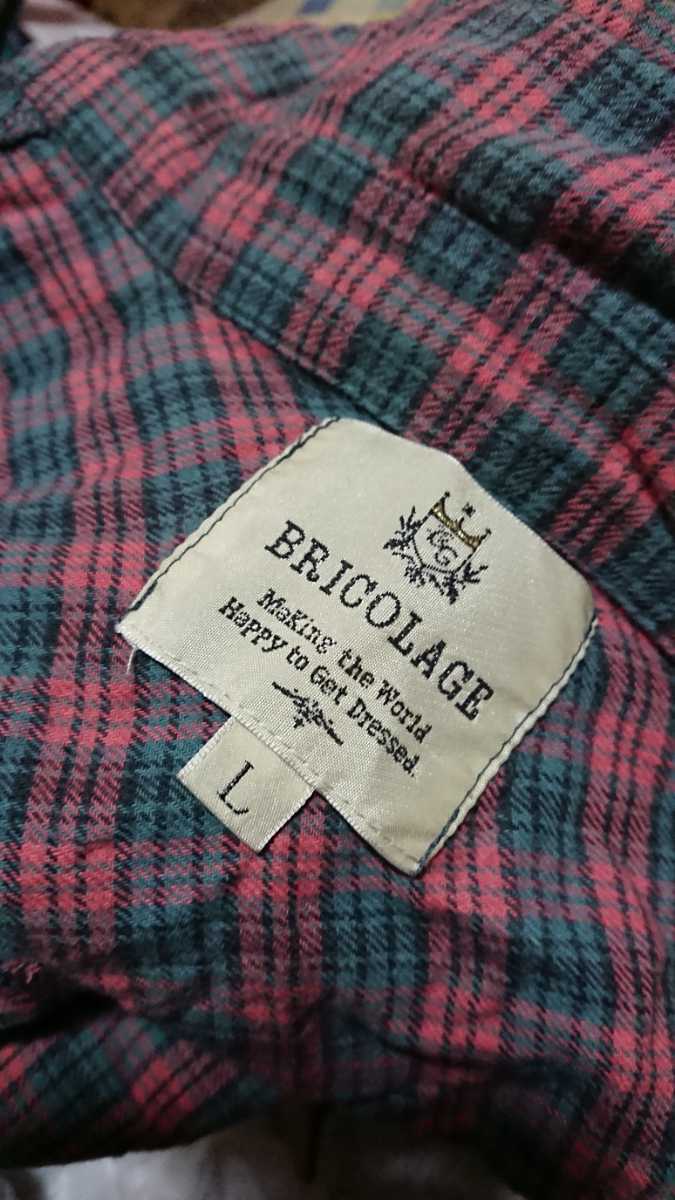 BRICOLAGE
Making the World
Happy to Get Dressed.
L